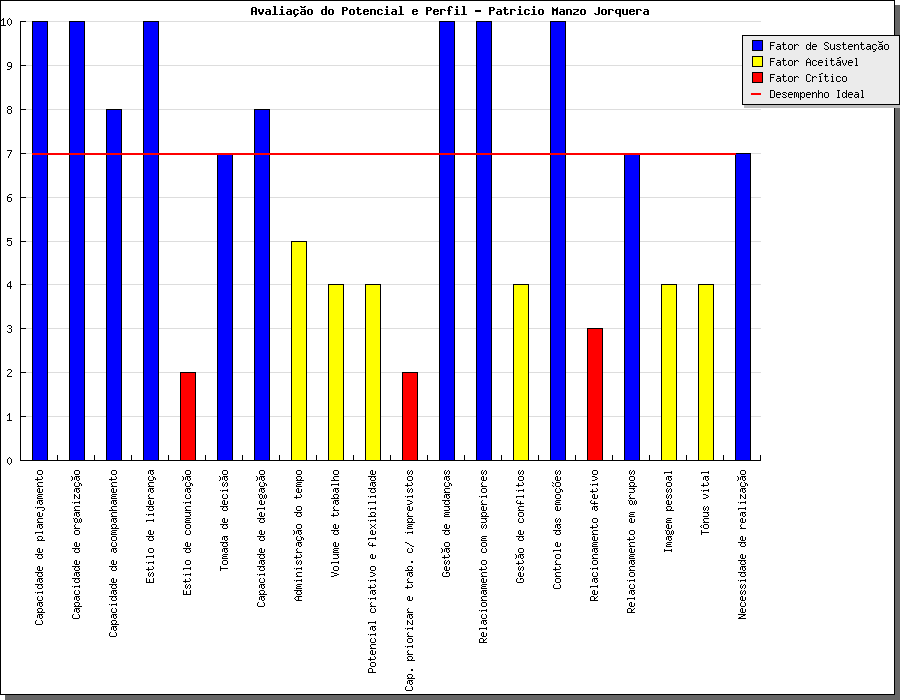 Avaliação do Potencial e Perfil - Patricio Manzo Jorquera
10
9
8
7
6
5
4
3
2
1
0
Fator de Sustentação
Fator Aceitável
Fator Crítico
Desempenho Ideal
Capacidade de planejamento
Capacidade de organização
Capacidade de acompanhamento
Estilo de liderança
Estilo de comunicação
Tomada de decisão
Capacidade de delegação
Administração do tempo
Volume de trabalho
Potencial criativo e flexibilidade
Cap. priorizar e trab. c/ imprevistos
Gestão de mudanças
Relacionamento com superiores
Gestão de conflitos
Controle das emoções
Relacionamento afetivo
Relacionamento em grupos
Imagem pessoal
Tônus vital
Necessidade de realização